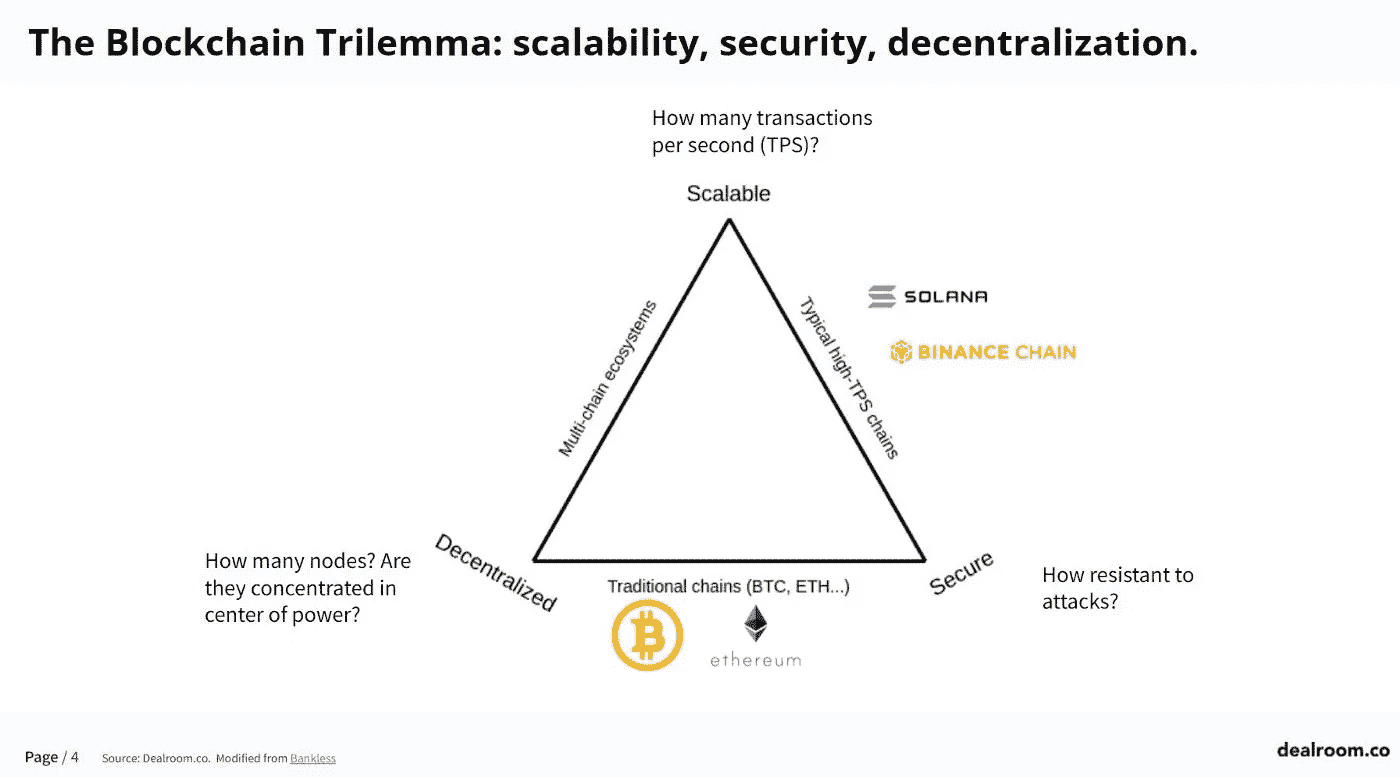 The Blockchain Trilemma: scalability, security, decentralization.
How many transactions
per second (TPS)?
Scalable
Multi-chain ecosystems
Typical high-TPS chains
SOLANA
BINANCE CHAIN
Decentralized
Secure
How many nodes? Are
they concentrated in
center of power?
Traditional chains (BTC, ETH...)
ethereum
How resistant to
attacks?
Page / 4
Source: Dealroom.co. Modified from Bankless
dealroom.co